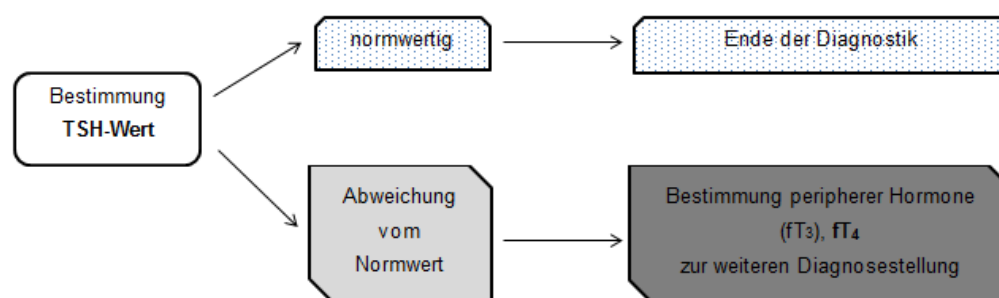 Bestimmung
TSH-Wert
normwertig
Ende der Diagnostik
Abweichung
vom
Normwert
Bestimmung peripherer Hormone
(fT₃), fT₄
zur weiteren Diagnosestellung